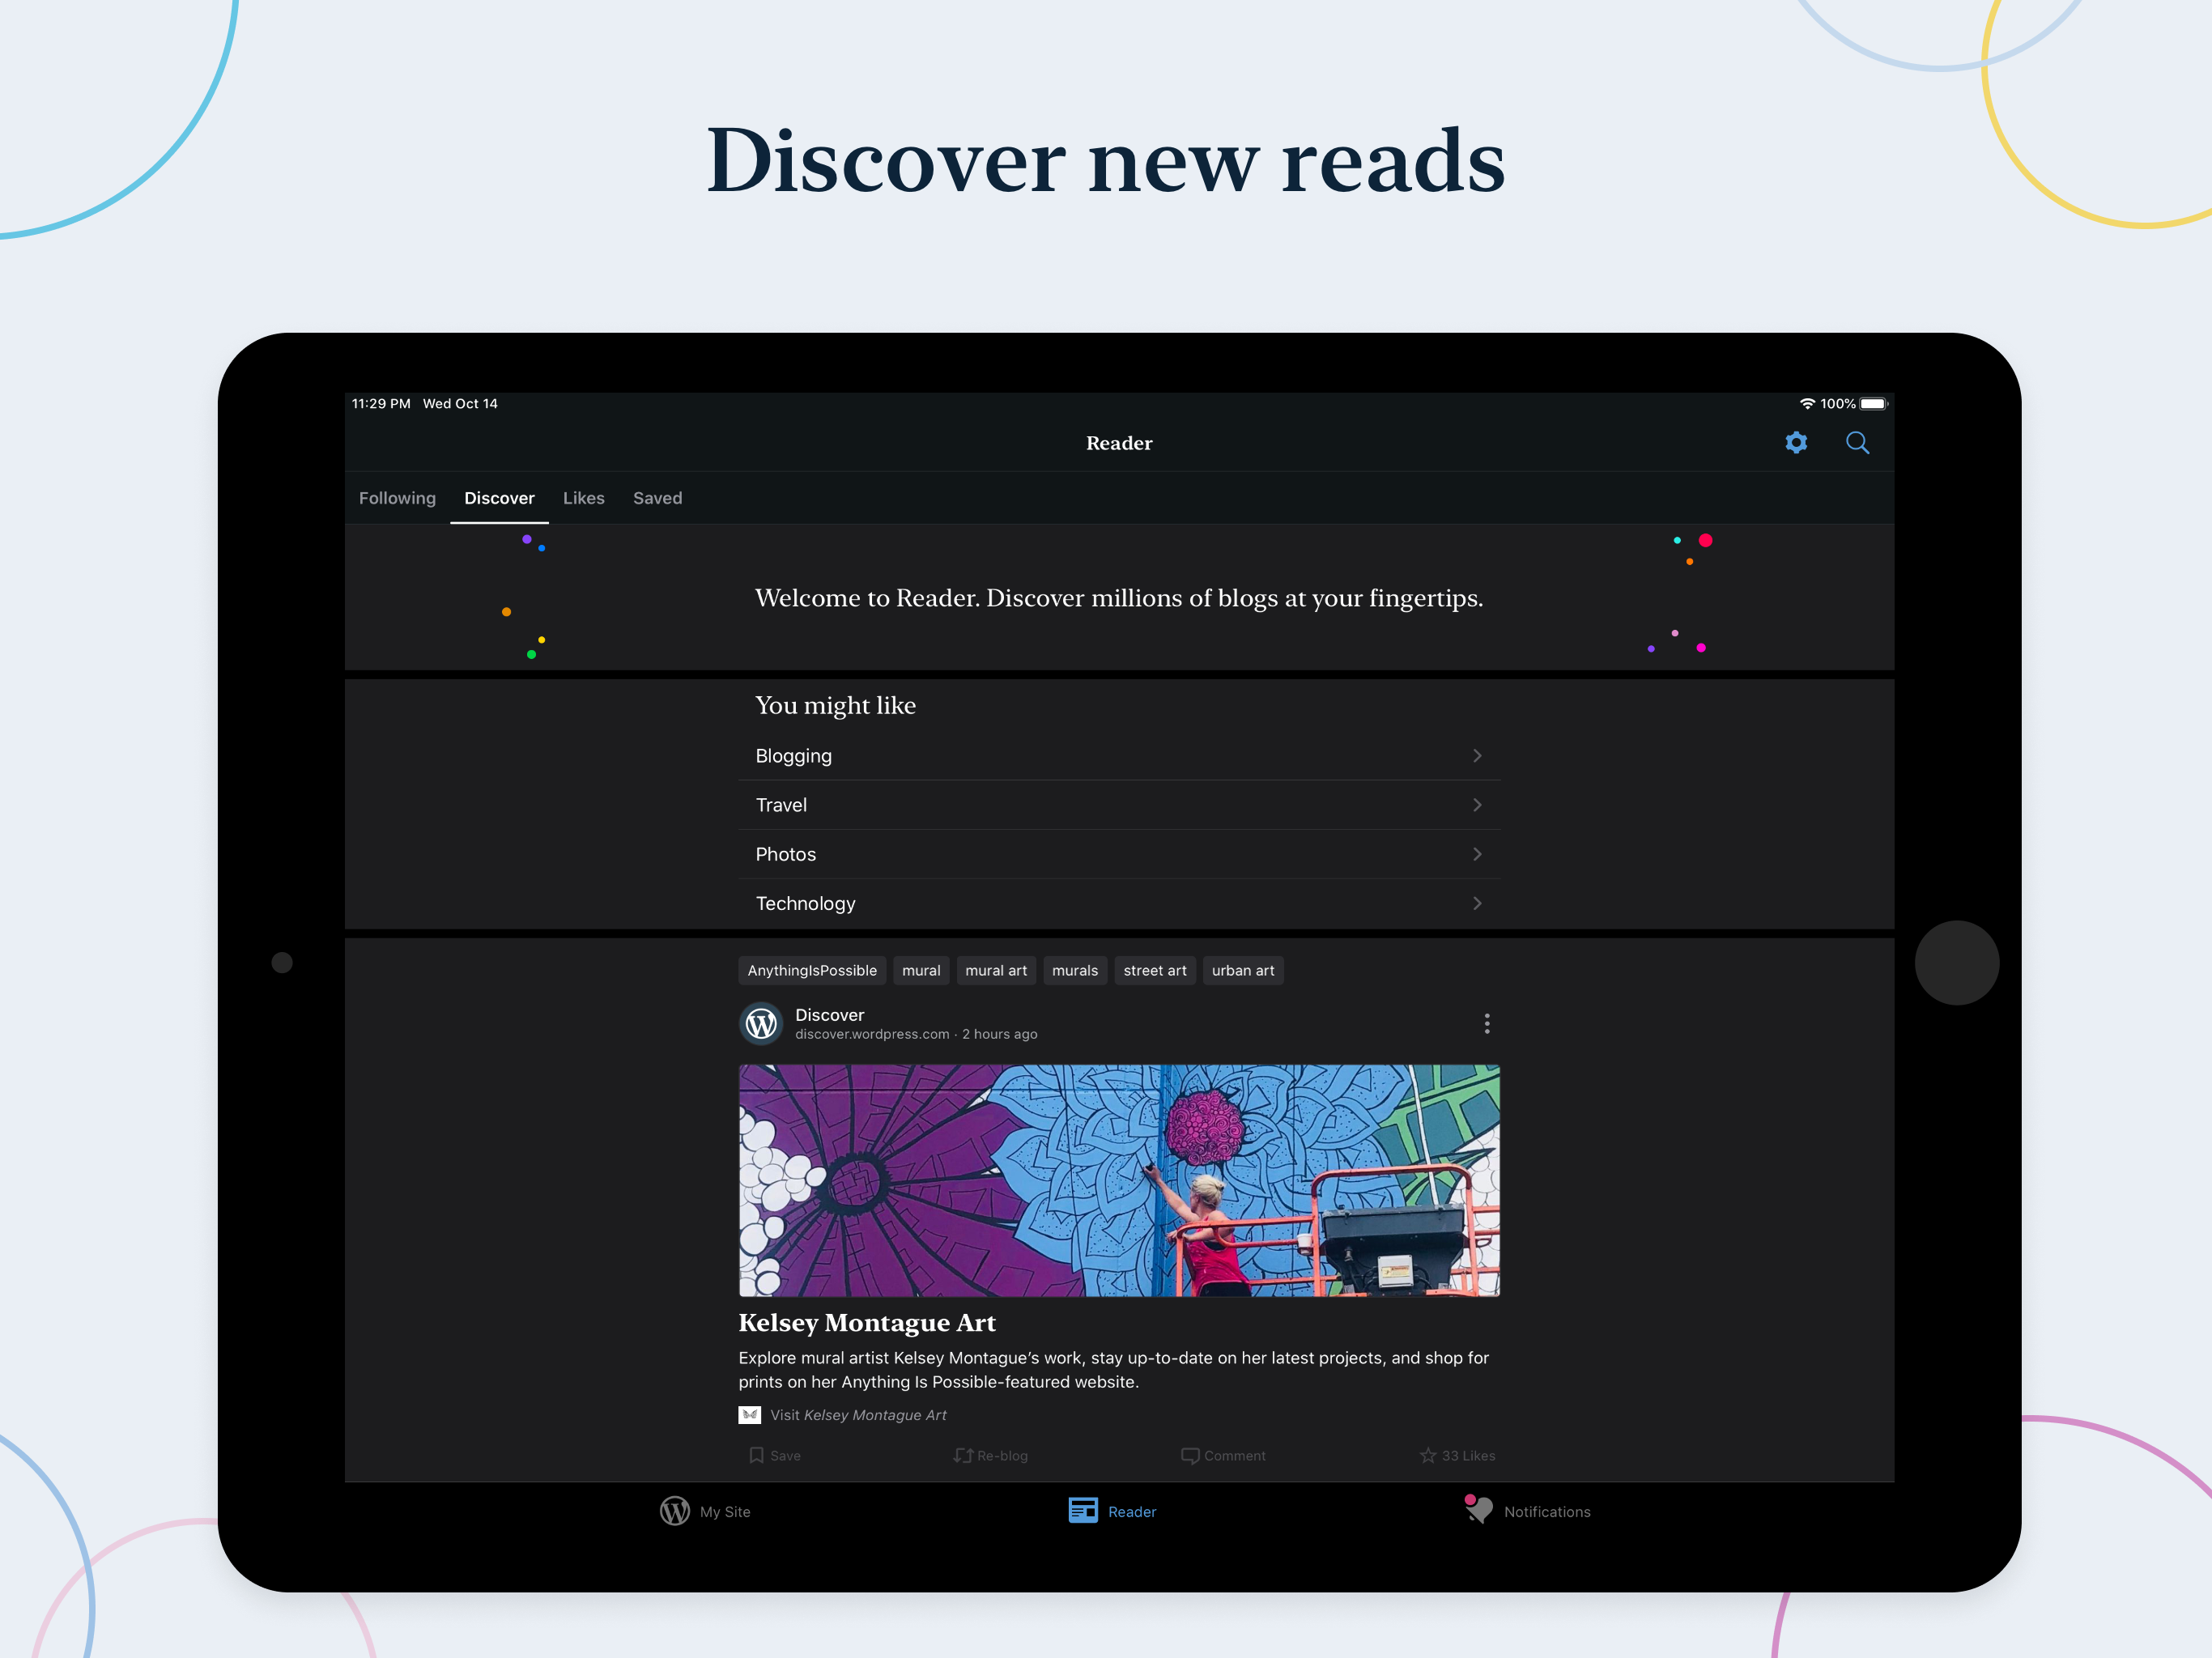 Discover new reads
11:29 PM Wed Oct 14
100%
Reader
Following Discover Likes Saved
Welcome to Reader. Discover millions of blogs at your fingertips.
You might like
Blogging
Travel
Photos
Technology
AnythingIsPossible mural mural art murals street art urban art
Discover
discover.wordpress.com · 2 hours ago
Kelsey Montague Art
Explore mural artist Kelsey Montague’s work, stay up-to-date on her latest projects, and shop for
prints on her Anything Is Possible-featured website.
Visit Kelsey Montague Art
Save Re-blog Comment 33 Likes
My Site Reader Notifications